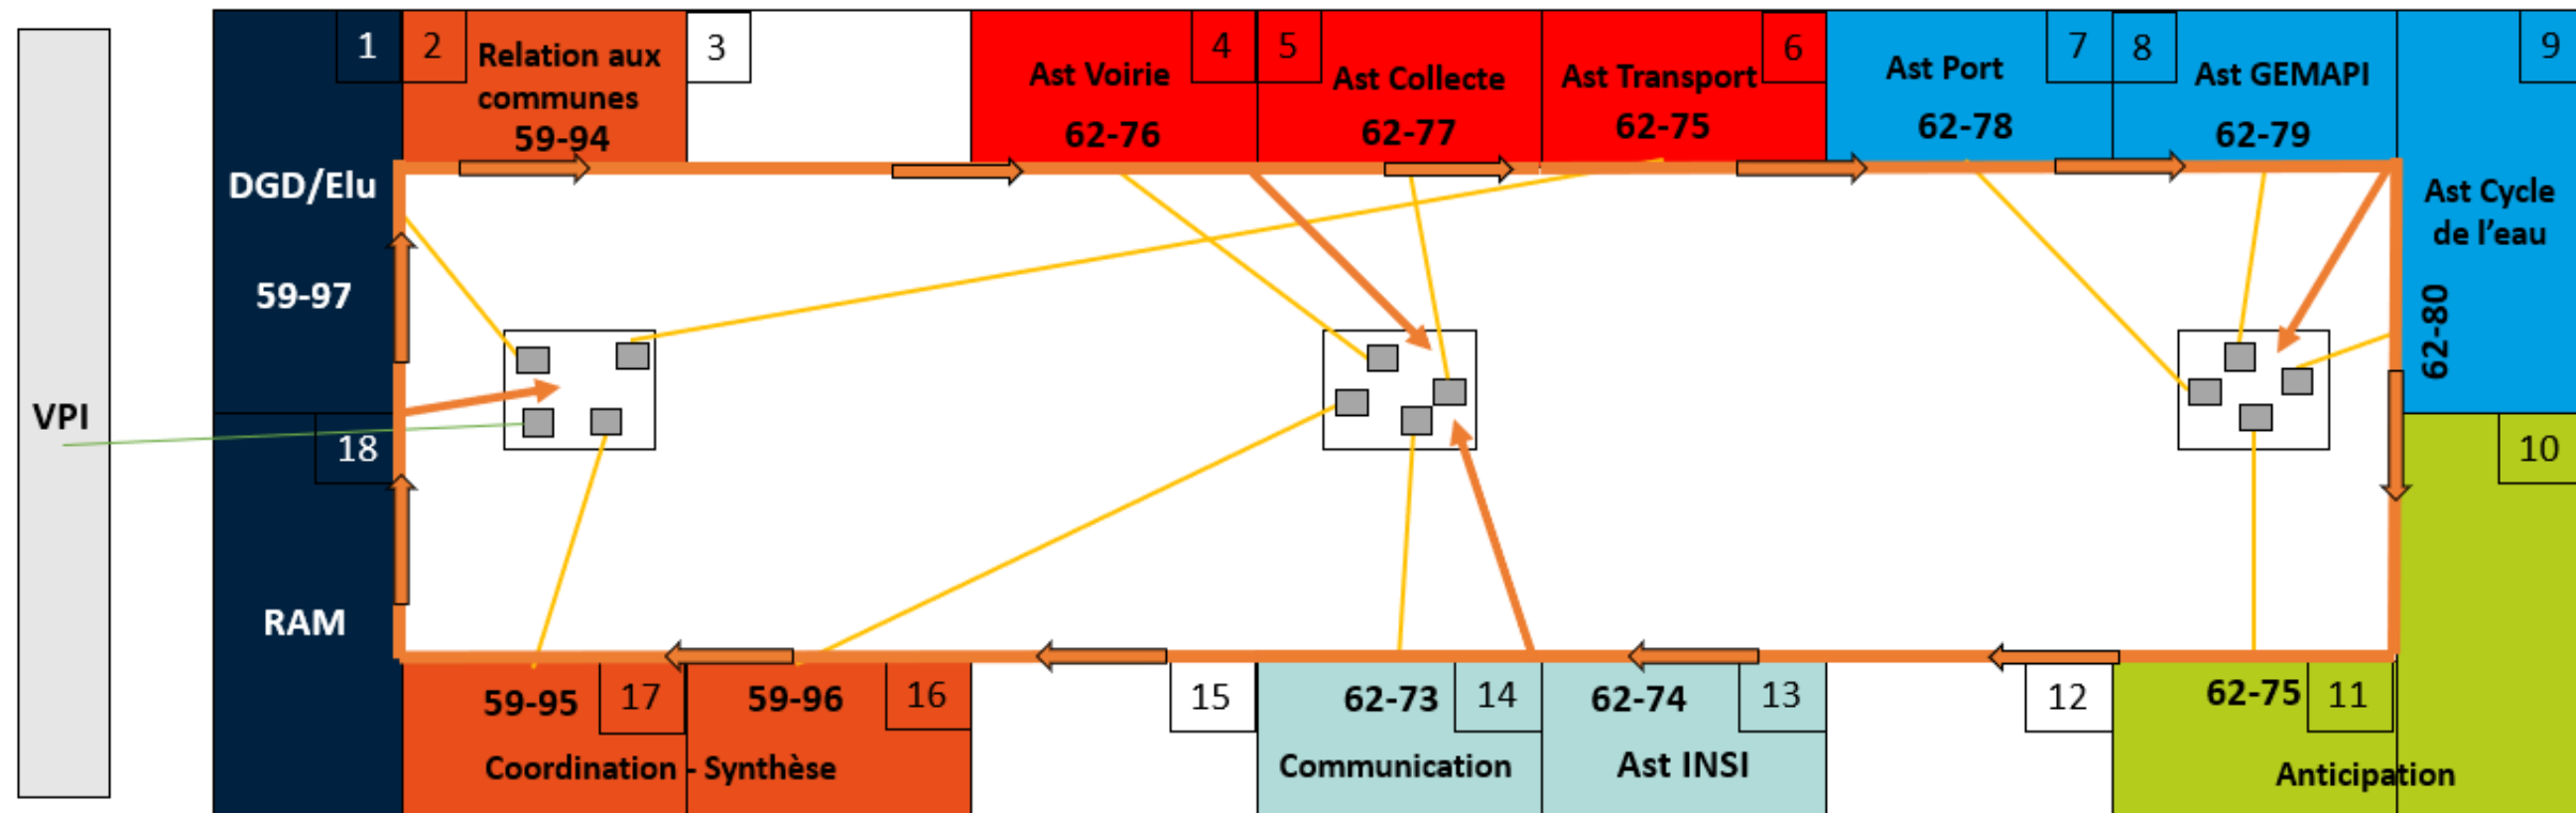 VPI
1
DGD/Elu
59-97
18
RAM
2
Relation aux
communes
59-94
3
4
Ast Voirie
62-76
5
Ast Collecte
62-77
6
Ast Transport
62-75
7
Ast Port
62-78
8
Ast GEMAPI
62-79
9
Ast Cycle
de l'eau
62-80
10
59-95
17
59-96
16
Coordination - Synthèse
15
62-73
14
Communication
62-74
13
Ast INSI
12
62-75
11
Anticipation